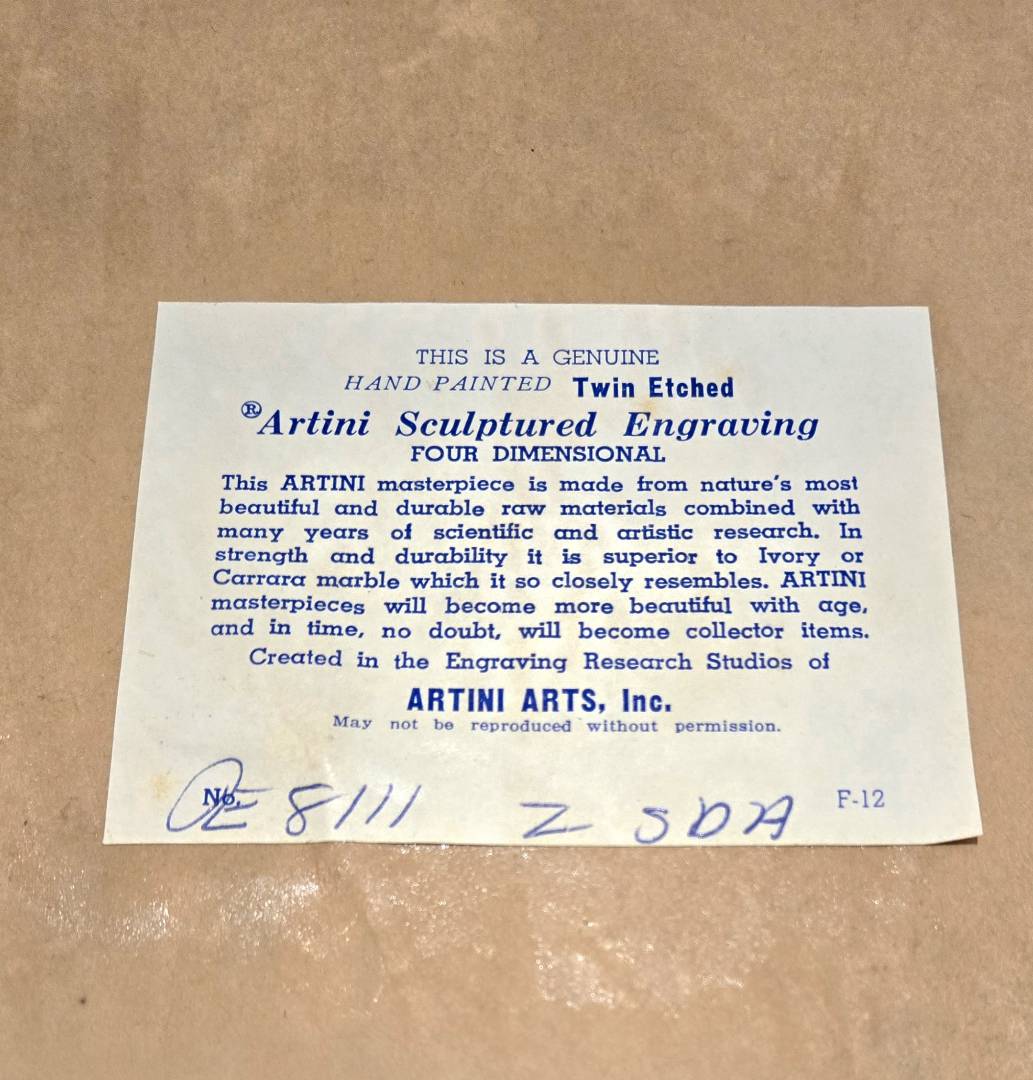 THIS IS A GENUINE
HAND PAINTED Twin Etched
®Artini Sculptured Engraving
FOUR DIMENSIONAL
This ARTINI masterpiece is made from nature's most
beautiful and durable raw materials combined with
many years of scientific and artistic research. In
strength and durability it is superior to Ivory or
Carrara marble which it so closely resembles. ARTINI
masterpieces will become more beautiful with age,
and in time, no doubt, will become collector items.
Created in the Engraving Research Studios of
ARTINI ARTS, Inc.
May not be reproduced without permission.
No. 8111 Z SDA F-12